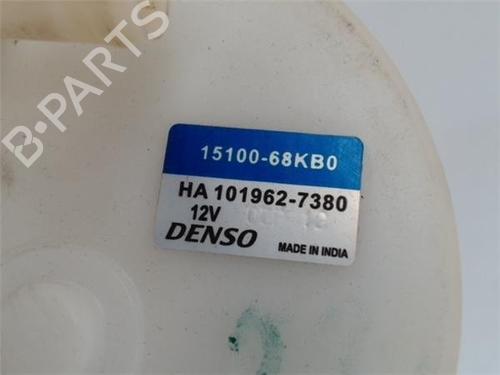 B-PARTS
15100-68KB0
HA 101962-7380
12V
DENSO
MADE IN INDIA